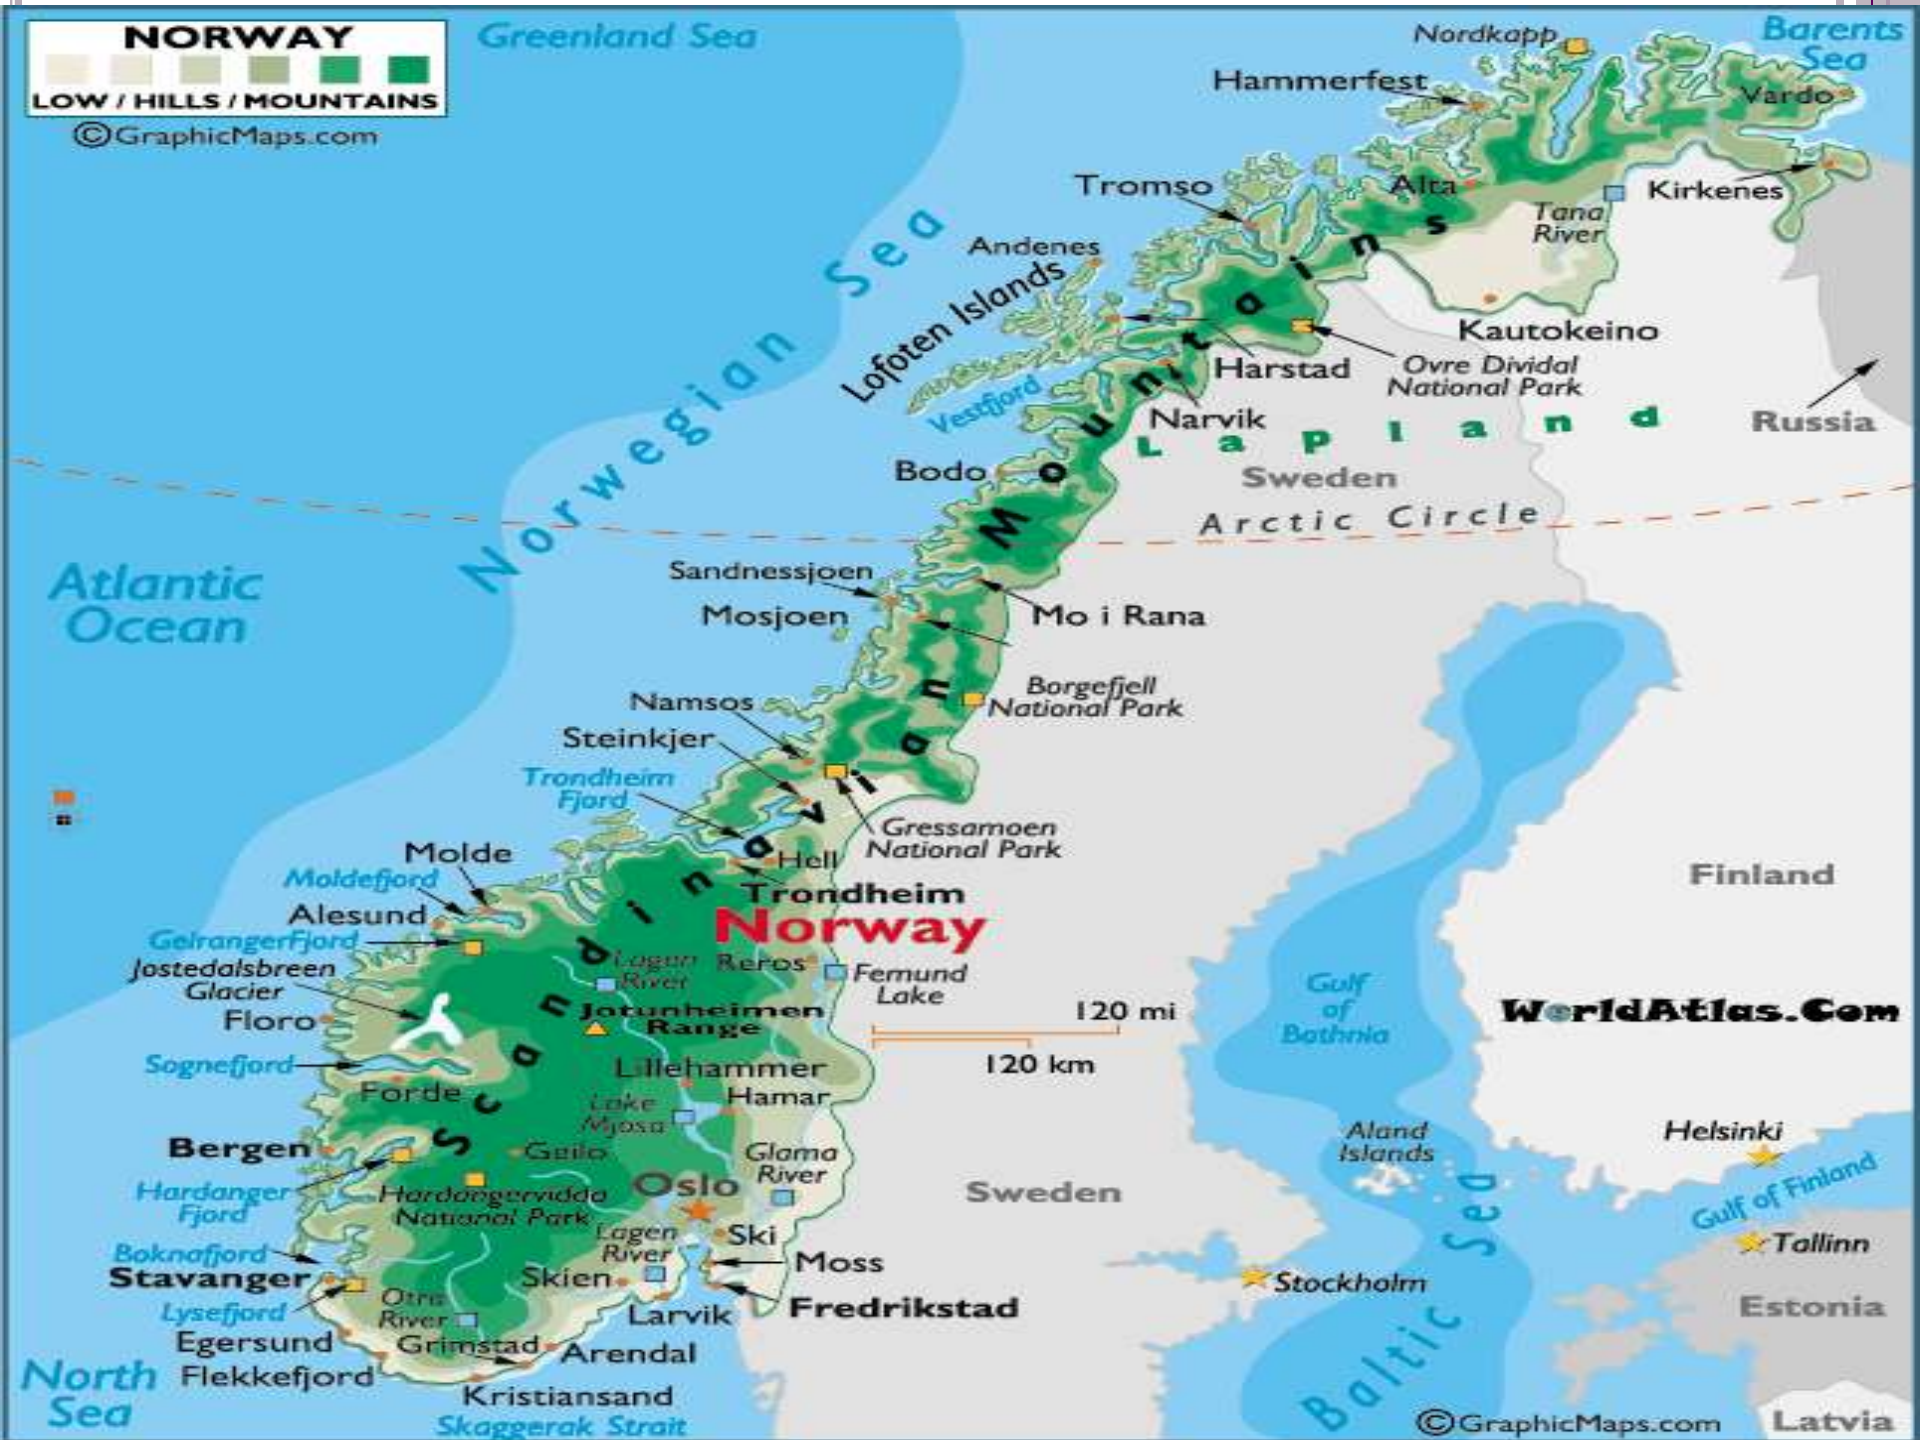 NORWAY
LOW / HILLS / MOUNTAINS
©GraphicMaps.com
Greenland Sea
Barents
Sea
Nordkapp
Hammerfest
Vardo
Tromso
Alta
Kirkenes
Tana
River
Andenes
Lofoten Islands
Norwegian Sea
Kautokeino
Harstad
Ovre Dividal
National Park
Vestfjord
Narvik
Lapland
Russia
Bodo
Sweden
Arctic Circle
Scandinavian Mountains
Sandnessjoen
Atlantic
Ocean
Mosjoen
Mo i Rana
Borgefjell
National Park
Namsos
Steinkjer
Trondheim
Fjord
Gressamoen
National Park
Molde
Hell
Moldefjord
Trondheim
Finland
Alesund
Norway
GeirangerFjord
Lagen
River
Reros
Jostedalsbreen
Glacier
Femund
Lake
Gulf
of
Bothnia
Jotunheimen
Range
120 mi
WorldAtlas.Com
Floro
Sognefjord
Lillehammer
120 km
Forde
Hamar
Lake
Mjosa
Bergen
Geilo
Glama
River
Aland
Islands
Helsinki
Hardanger
Fjord
Hardangervidda
National Park
Oslo
Sweden
Gulf of Finland
Lagen
River
Ski
Boknafjord
Tallinn
Stavanger
Skien
Moss
Stockholm
Lysefjord
Otra
River
Larvik
Fredrikstad
Estonia
Egersund
Grimstad
Arendal
Baltic Sea
North
Sea
Flekkefjord
Kristiansand
Skaggerak Strait
©GraphicMaps.com
Latvia